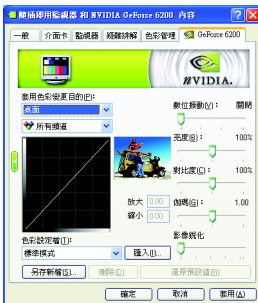 隨插即用監視器 和 NVIDIA GeForce 6200 內容
一般 介面卡 監視器 疑難排解 色彩管理 GeForce 6200
NVIDIA.
套用色彩變更目的(P):
桌面
所有頻道
數位振動(V): 關閉
亮度(B): 100%
對比度(C): 100%
放大 0.00
縮小 0.00
伽瑪(G): 1.00
色彩設定檔(T):
標準模式
匯入(I)...
影像銳化
另存新檔(S)... 刪除(D) 還原預設值(R)
確定 取消 套用(A)